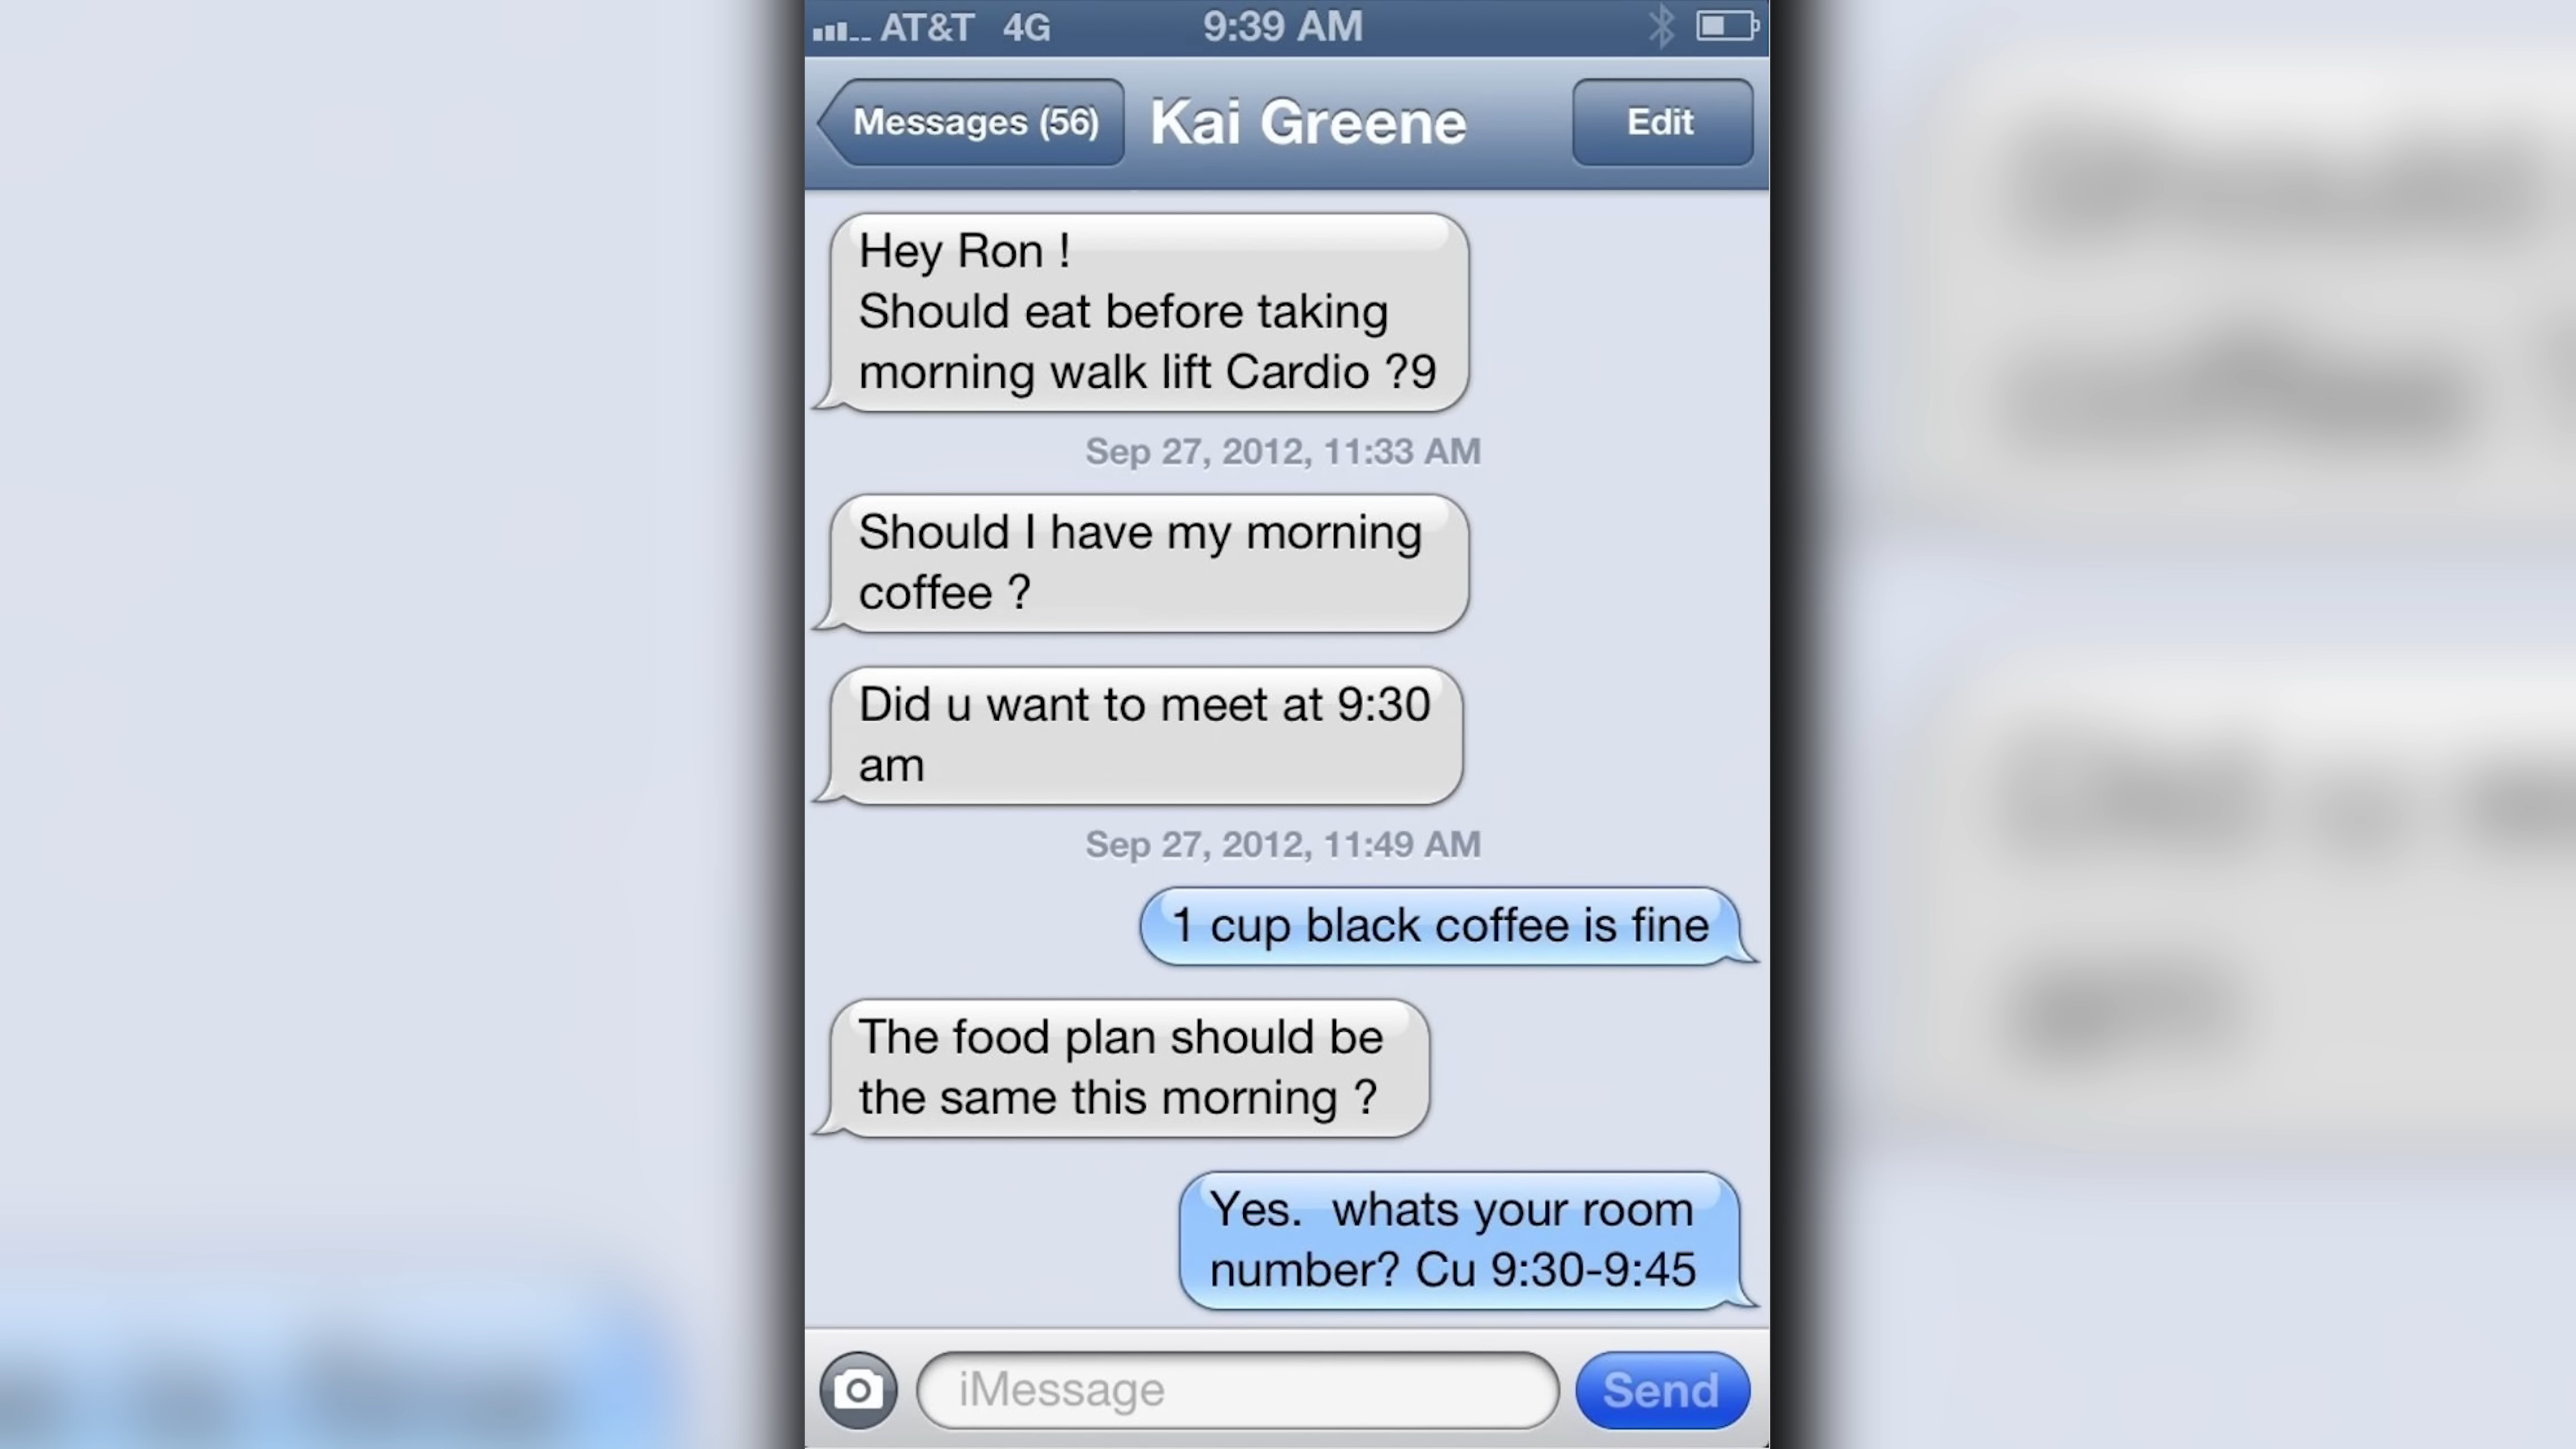 AT&T 4G 9:39 AM
Messages (56) Kai Greene Edit
Hey Ron !
Should eat before taking
morning walk lift Cardio ?9
Sep 27, 2012, 11:33 AM
Should I have my morning
coffee ?
Did u want to meet at 9:30
am
Sep 27, 2012, 11:49 AM
1 cup black coffee is fine
The food plan should be
the same this morning ?
Yes.  whats your room
number? Cu 9:30-9:45
iMessage Send